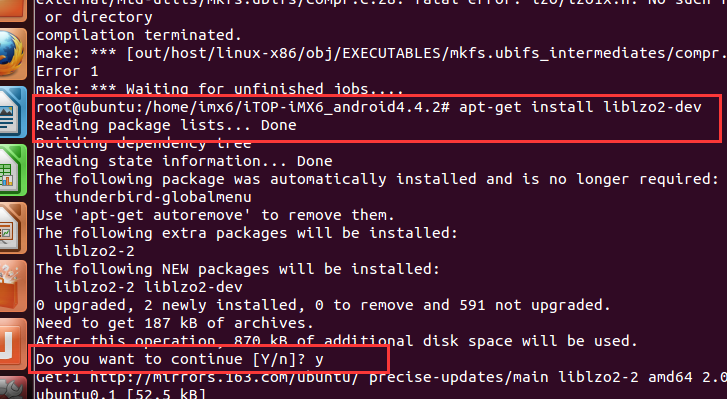 external/mtd-utils/mkfs.ubifs/compr.c:28: fatal error: lzo/lzo1x.h: No such f
 or directory
compilation terminated.
make: *** [out/host/linux-x86/obj/EXECUTABLES/mkfs.ubifs_intermediates/compr.
Error 1
make: *** Waiting for unfinished jobs....
root@ubuntu:/home/imx6/iTOP-iMX6_android4.4.2# apt-get install liblzo2-dev
Reading package lists... Done
Building dependency tree
Reading state information... Done
The following package was automatically installed and is no longer required:
  thunderbird-globalmenu
Use 'apt-get autoremove' to remove them.
The following extra packages will be installed:
  liblzo2-2
The following NEW packages will be installed:
  liblzo2-2 liblzo2-dev
0 upgraded, 2 newly installed, 0 to remove and 591 not upgraded.
Need to get 187 kB of archives.
After this operation, 870 kB of additional disk space will be used.
Do you want to continue [Y/n]? y
Get:1 http://mirrors.163.com/ubuntu/ precise-updates/main liblzo2-2 amd64 2.0
ubuntu0.1 [52.5 kB]